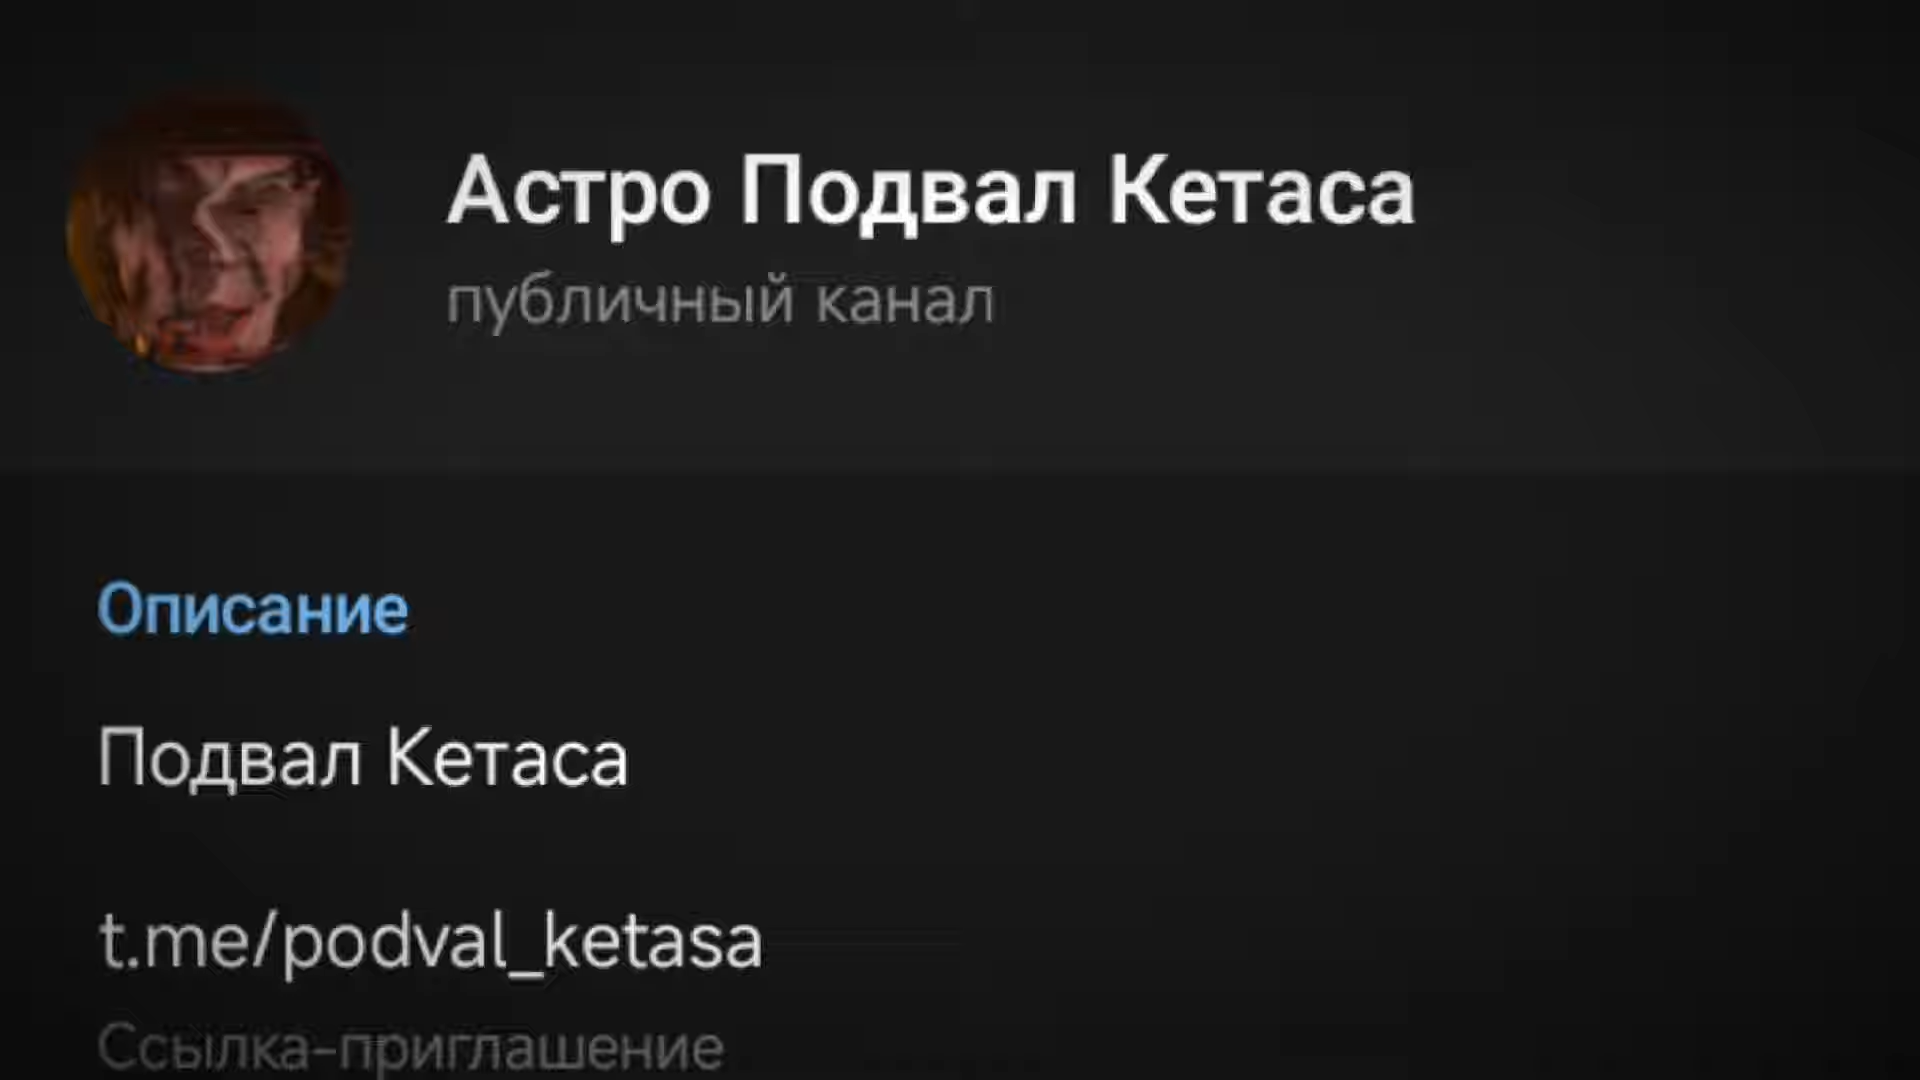 Астро Подвал Кетаса
публичный канал
Описание
Подвал Кетаса
t.me/podval_ketasa
Ссылка-приглашение